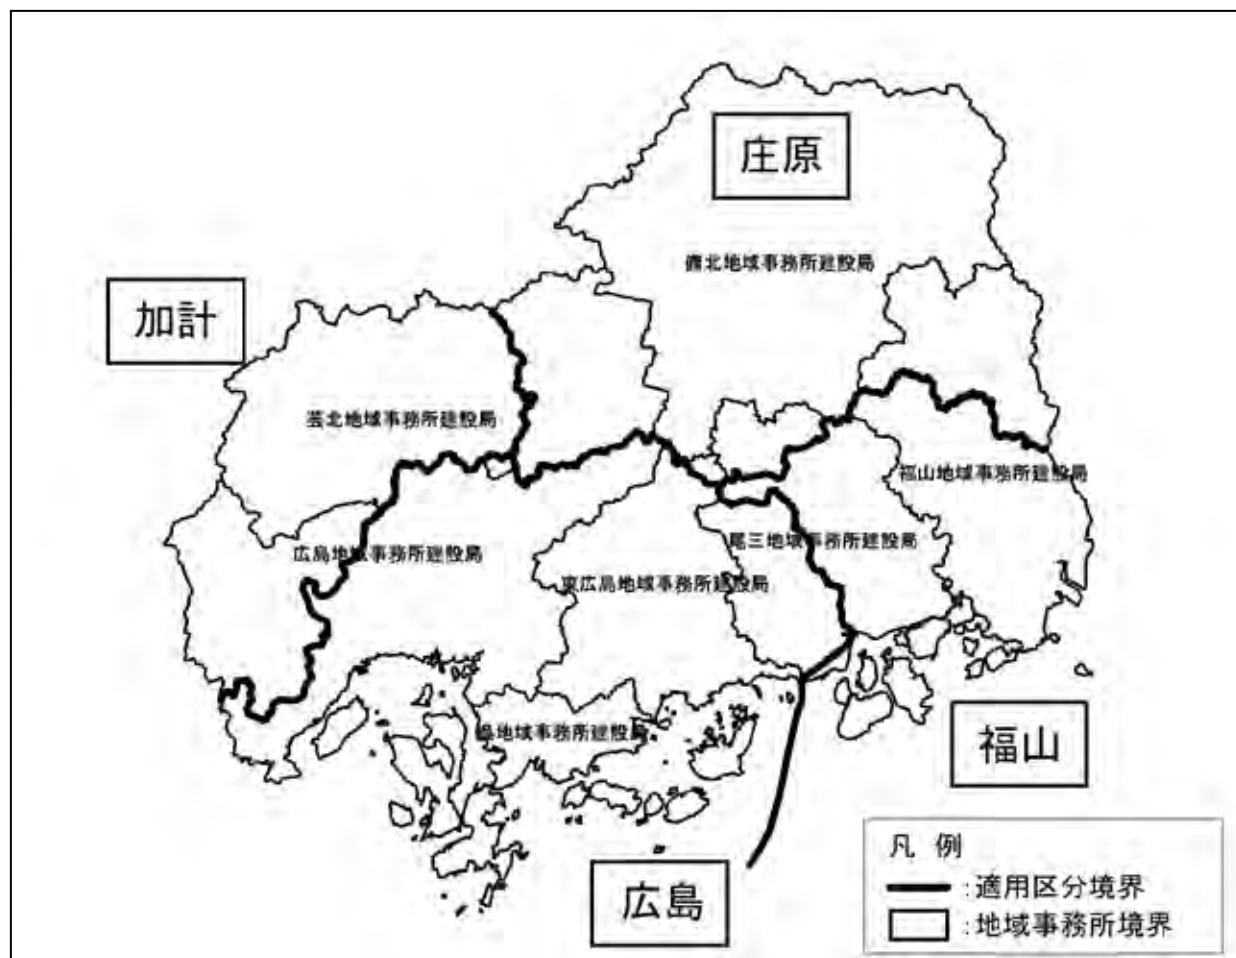 庄原
備北地域事務所建設局
加計
芸北地域事務所建設局
福山地域事務所建設局
尾三地域事務所建設局
広島地域事務所建設局
東広島地域事務所建設局
福山
呉地域事務所建設局
広島
凡 例
:適用区分境界
:地域事務所境界